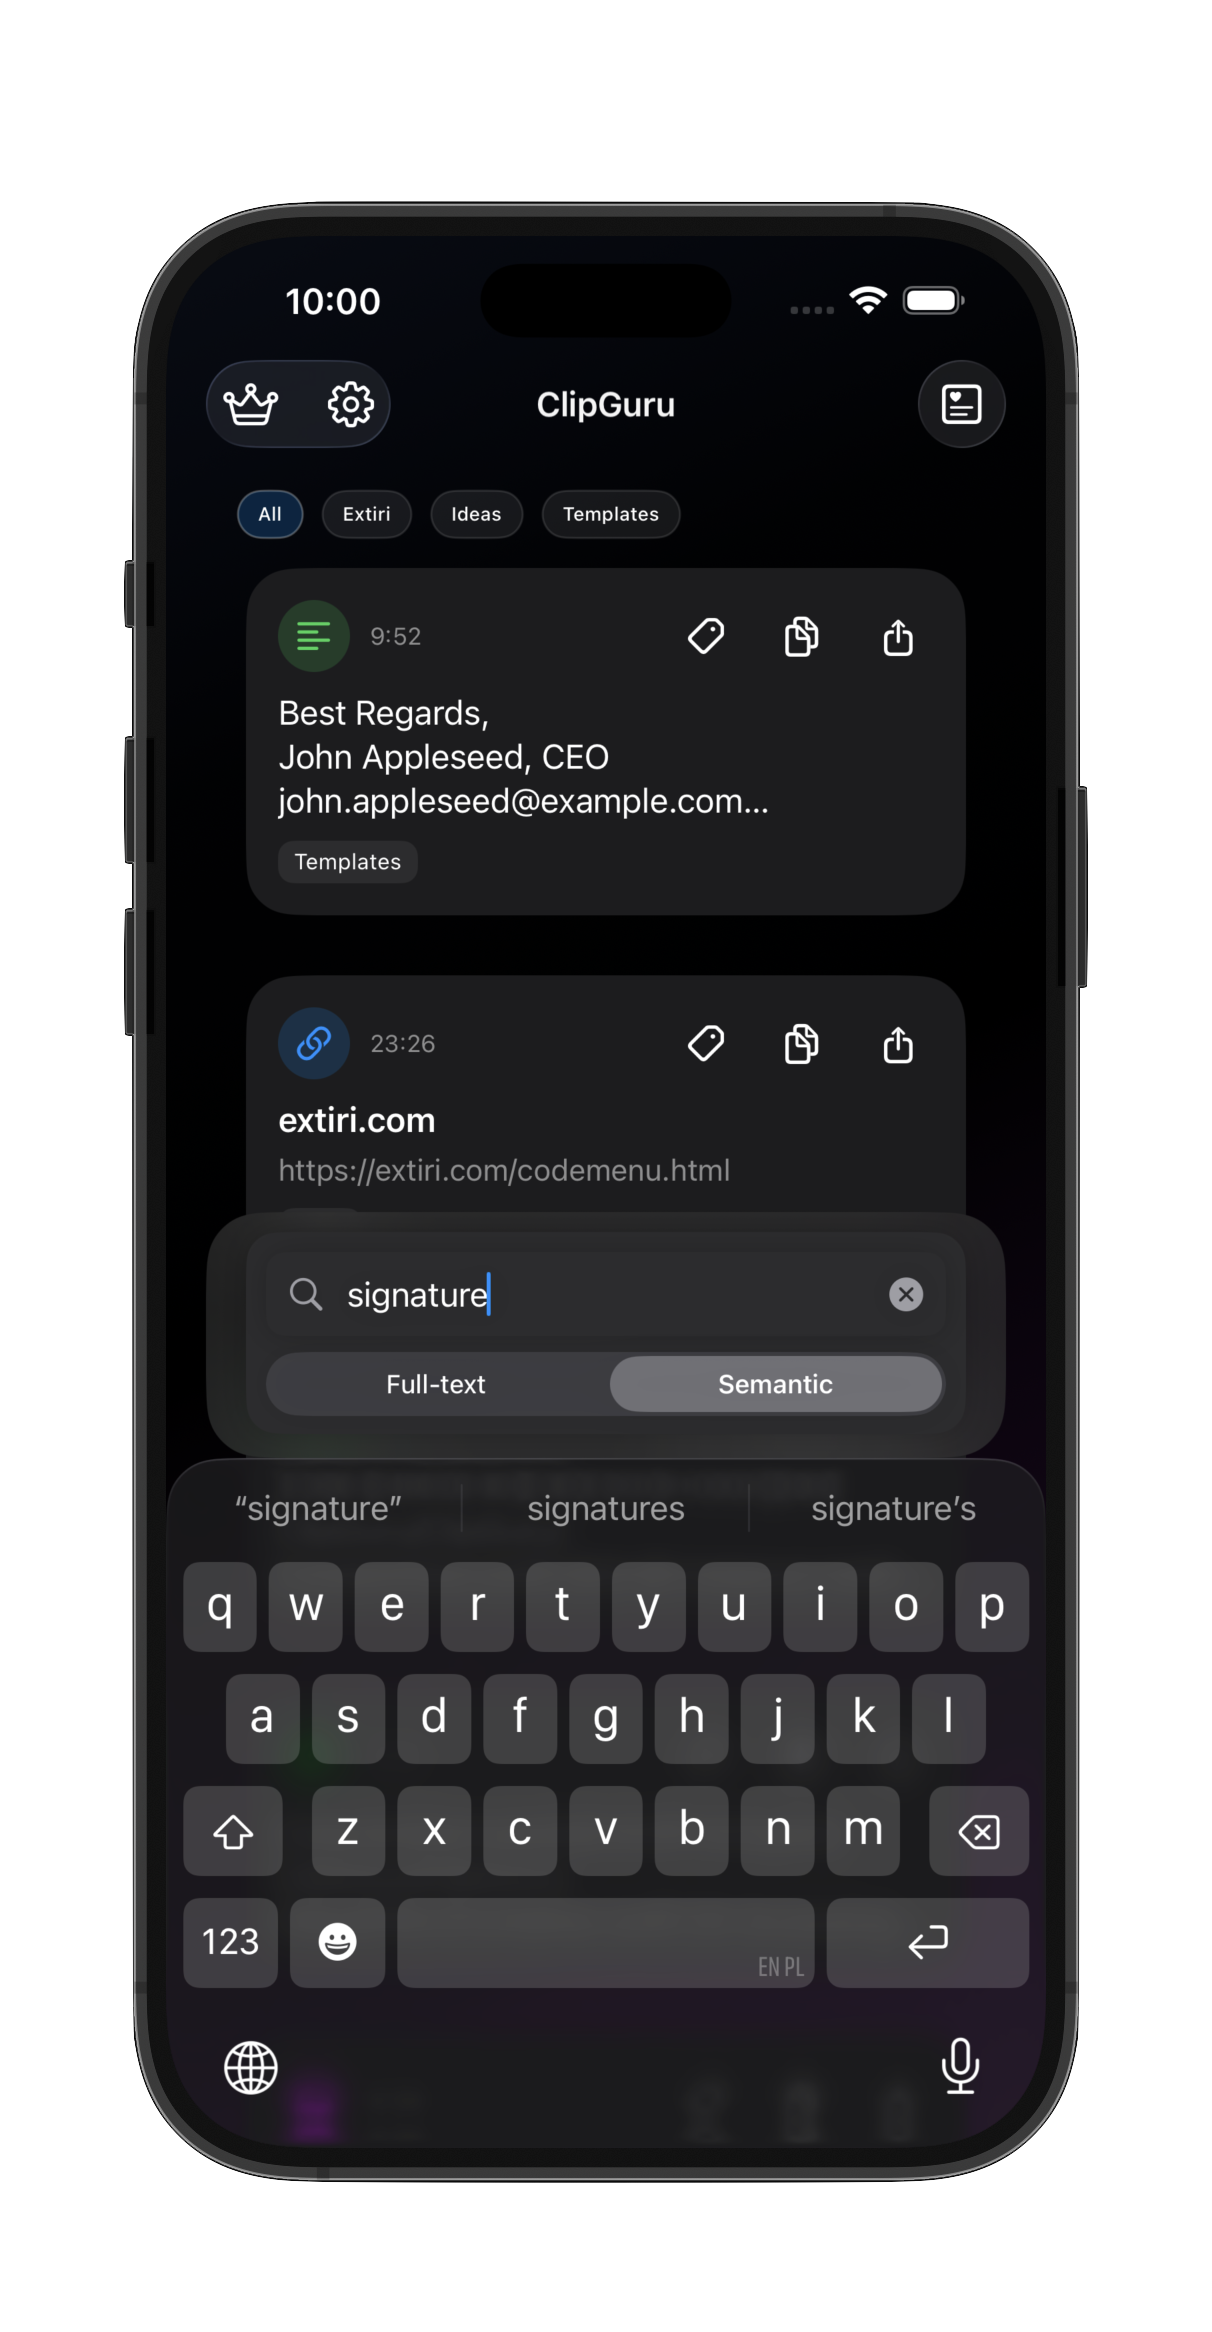 10:00
ClipGuru
All Extiri Ideas Templates
9:52
Best Regards,
John Appleseed, CEO
john.appleseed@example.com...
Templates
23:26
extiri.com
https://extiri.com/codemenu.html
signature
Full-text Semantic
“signature” signatures signature’s
q w e r t y u i o p
a s d f g h j k l
z x c v b n m
123
EN PL